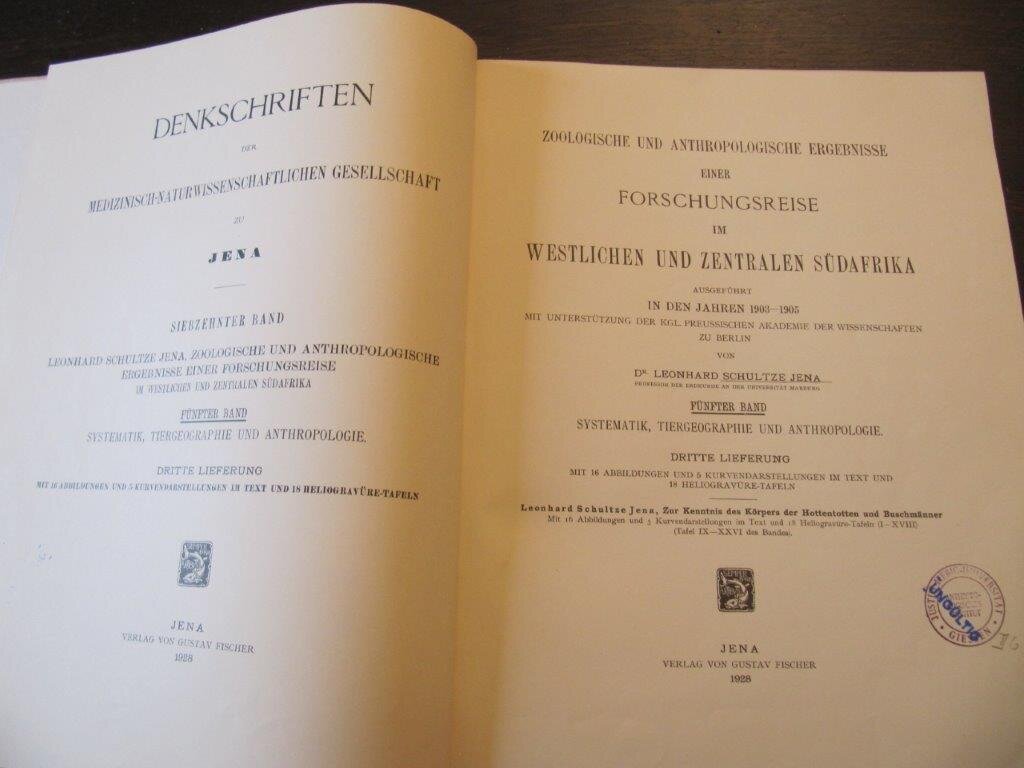 DENKSCHRIFTEN
DER
MEDIZINISCH-NATURWISSENSCHAFTLICHEN GESELLSCHAFT
ZU
JENA
SIEBZEHNTER BAND
LEONHARD SCHULTZE JENA, ZOOLOGISCHE UND ANTHROPOLOGISCHE
ERGEBNISSE EINER FORSCHUNGSREISE
IM WESTLICHEN UND ZENTRALEN SÜDAFRIKA
FÜNFTER BAND
SYSTEMATIK, TIERGEOGRAPHIE UND ANTHROPOLOGIE.
DRITTE LIEFERUNG
MIT 16 ABBILDUNGEN UND 5 KURVENDARSTELLUNGEN IM TEXT UND 18 HELIOGRAVÜRE-TAFELN
JENA
VERLAG VON GUSTAV FISCHER
1928
ZOOLOGISCHE UND ANTHROPOLOGISCHE ERGEBNISSE
EINER
FORSCHUNGSREISE
IM
WESTLICHEN UND ZENTRALEN SÜDAFRIKA
AUSGEFÜHRT
IN DEN JAHREN 1903—1905
MIT UNTERSTÜTZUNG DER KGL. PREUSSISCHEN AKADEMIE DER WISSENSCHAFTEN
ZU BERLIN
VON
DR. LEONHARD SCHULTZE JENA
PROFESSOR DER ERDKUNDE AN DER UNIVERSITÄT MARBURG
FÜNFTER BAND
SYSTEMATIK, TIERGEOGRAPHIE UND ANTHROPOLOGIE.
DRITTE LIEFERUNG
MIT 16 ABBILDUNGEN UND 5 KURVENDARSTELLUNGEN IM TEXT UND
18 HELIOGRAVÜRE-TAFELN
Leonhard Schultze Jena, Zur Kenntnis des Körpers der Hottentotten und Buschmänner
Mit 16 Abbildungen und 5 Kurvendarstellungen im Text und 18 Heliogravüre-Tafeln (I—XVIII)
(Tafel IX—XXVI des Bandes).
UNGÜLTIG
GIESSEN
JENA
VERLAG VON GUSTAV FISCHER
1928